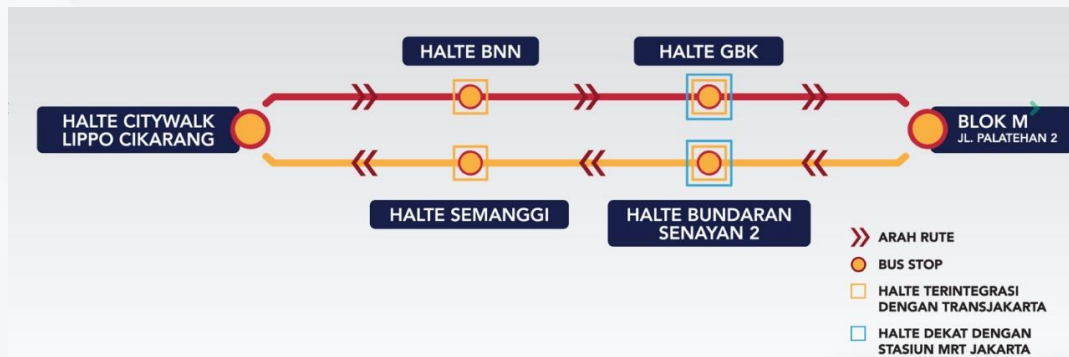 HALTE BNN
HALTE GBK
HALTE CITYWALK
LIPPO CIKARANG
BLOK M
JL. PALATEHAN 2
HALTE SEMANGGI
HALTE BUNDARAN
SENAYAN 2
ARAH RUTE
BUS STOP
HALTE TERINTEGRASI
DENGAN TRANSJAKARTA
HALTE DEKAT DENGAN
STASIUN MRT JAKARTA